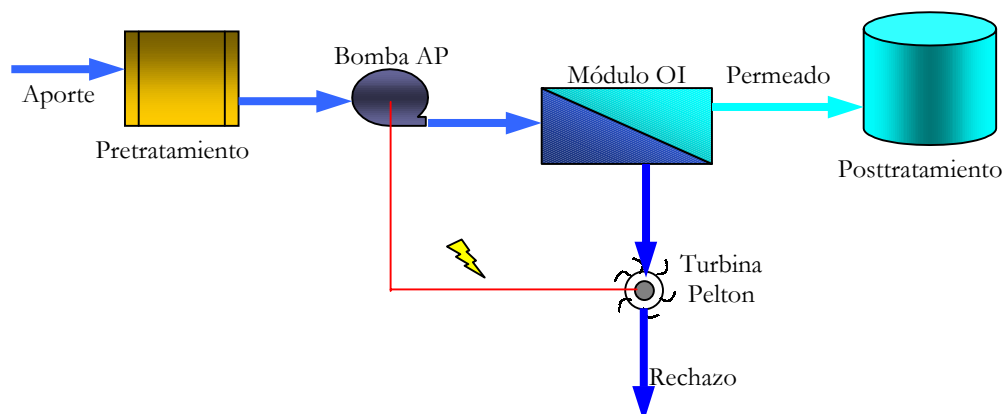 Aporte
Pretratamiento
Bomba AP
Módulo OI
Permeado
Posttratamiento
Turbina
Pelton
Rechazo